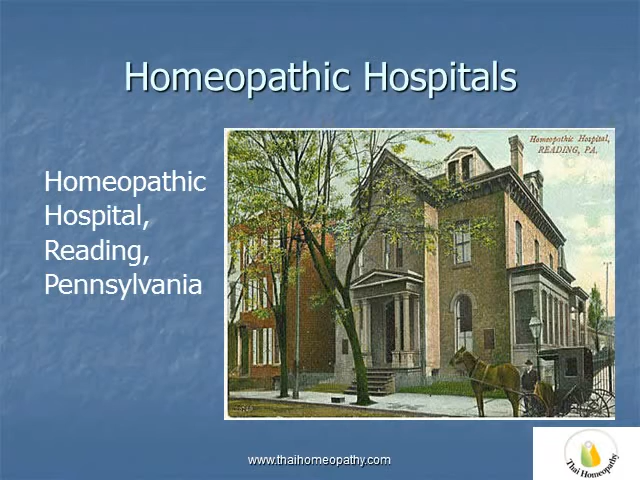 Homeopathic Hospitals
Homeopathic
Hospital,
Reading,
Pennsylvania
Homeopathic Hospital,
READING, PA.
www.thaihomeopathy.com
Thai Homeopathy